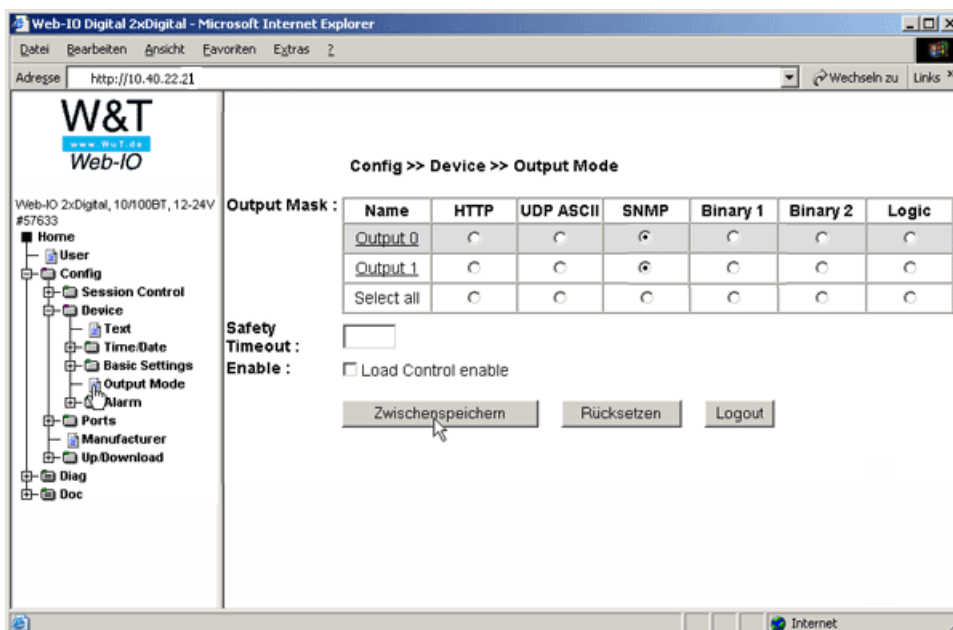 Web-IO Digital 2xDigital - Microsoft Internet Explorer
Datei Bearbeiten Ansicht Favoriten Extras ?
Adresse http://10.40.22.21 Wechseln zu Links »
W&T
www.WuT.de
Web-IO
Config >> Device >> Output Mode
Web-IO 2xDigital, 10/100BT, 12-24V
#57633
Home
User
Config
Session Control
Device
Text
Time/Date
Basic Settings
Output Mode
Alarm
Ports
Manufacturer
Up/Download
Diag
Doc
Output Mask :
Name HTTP UDP ASCII SNMP Binary 1 Binary 2 Logic
Output 0
Output 1
Select all
Safety
Timeout :
Enable : Load Control enable
Zwischenspeichern Rücksetzen Logout
Internet